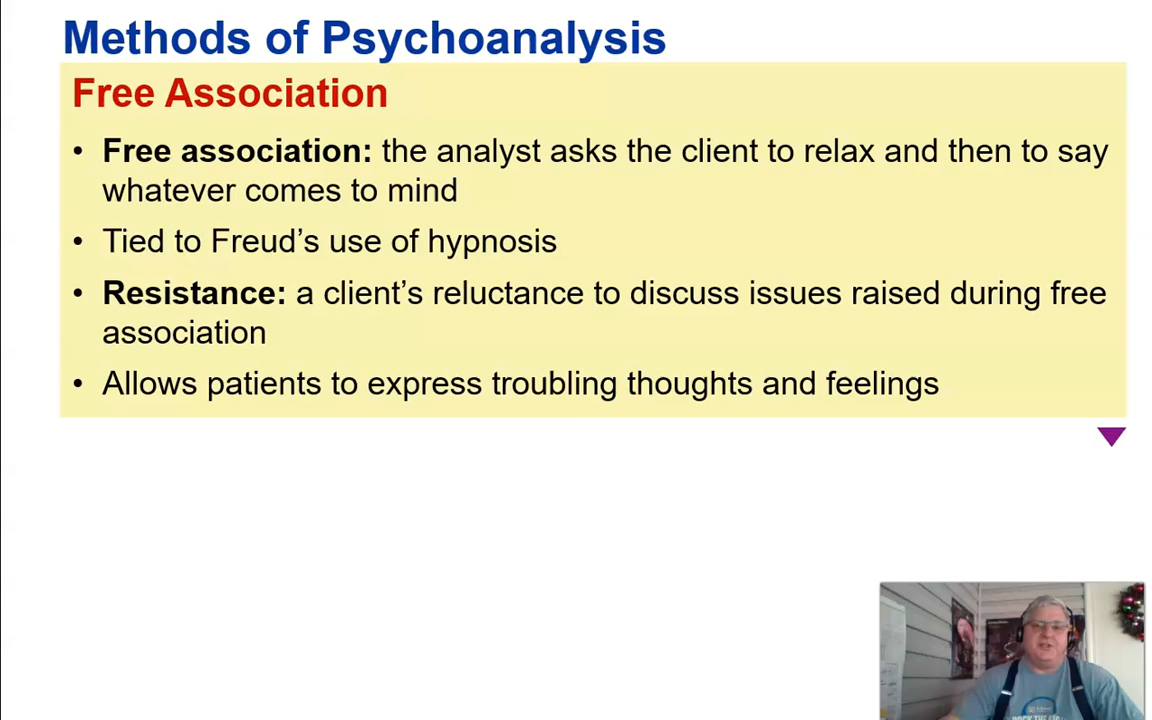 Methods of Psychoanalysis
Free Association
• Free association: the analyst asks the client to relax and then to say
whatever comes to mind
• Tied to Freud’s use of hypnosis
• Resistance: a client’s reluctance to discuss issues raised during free
association
• Allows patients to express troubling thoughts and feelings